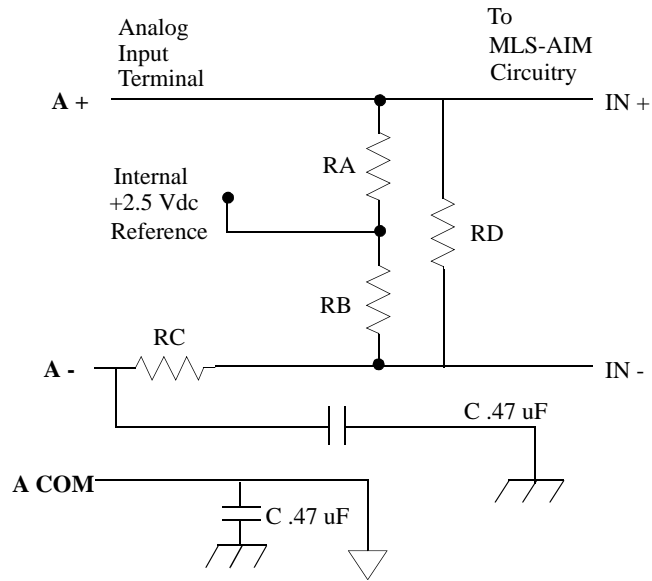 Analog
Input
Terminal
To
MLS-AIM
Circuitry
A +
IN +
RA
Internal
+2.5 Vdc
Reference
RD
RB
RC
A -
IN -
C .47 uF
A COM
C .47 uF